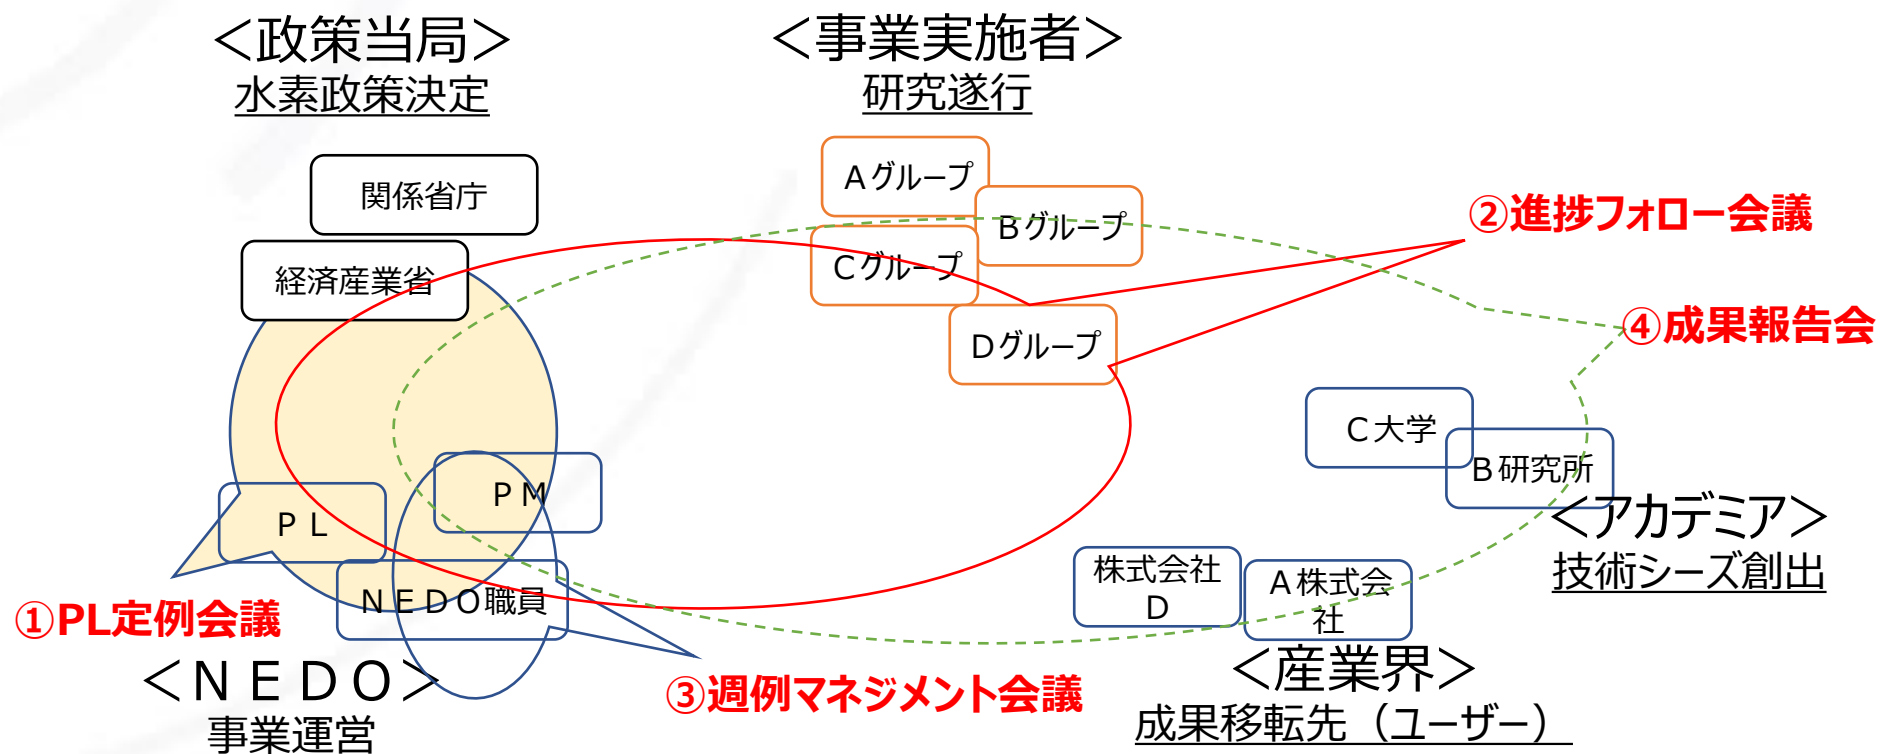 ＜政策当局＞
水素政策決定
＜事業実施者＞
研究遂行
関係省庁
経済産業省
Ａグループ
Ｂグループ
Ｃグループ
Ｄグループ
②進捗フォロー会議
④成果報告会
Ｃ大学
Ｂ研究所
＜アカデミア＞
技術シーズ創出
ＰＭ
ＰＬ
ＮＥＤＯ職員
①PL定例会議
＜ＮＥＤＯ＞
事業運営
③週例マネジメント会議
株式会社
Ｄ
Ａ株式会
社
＜産業界＞
成果移転先（ユーザー）